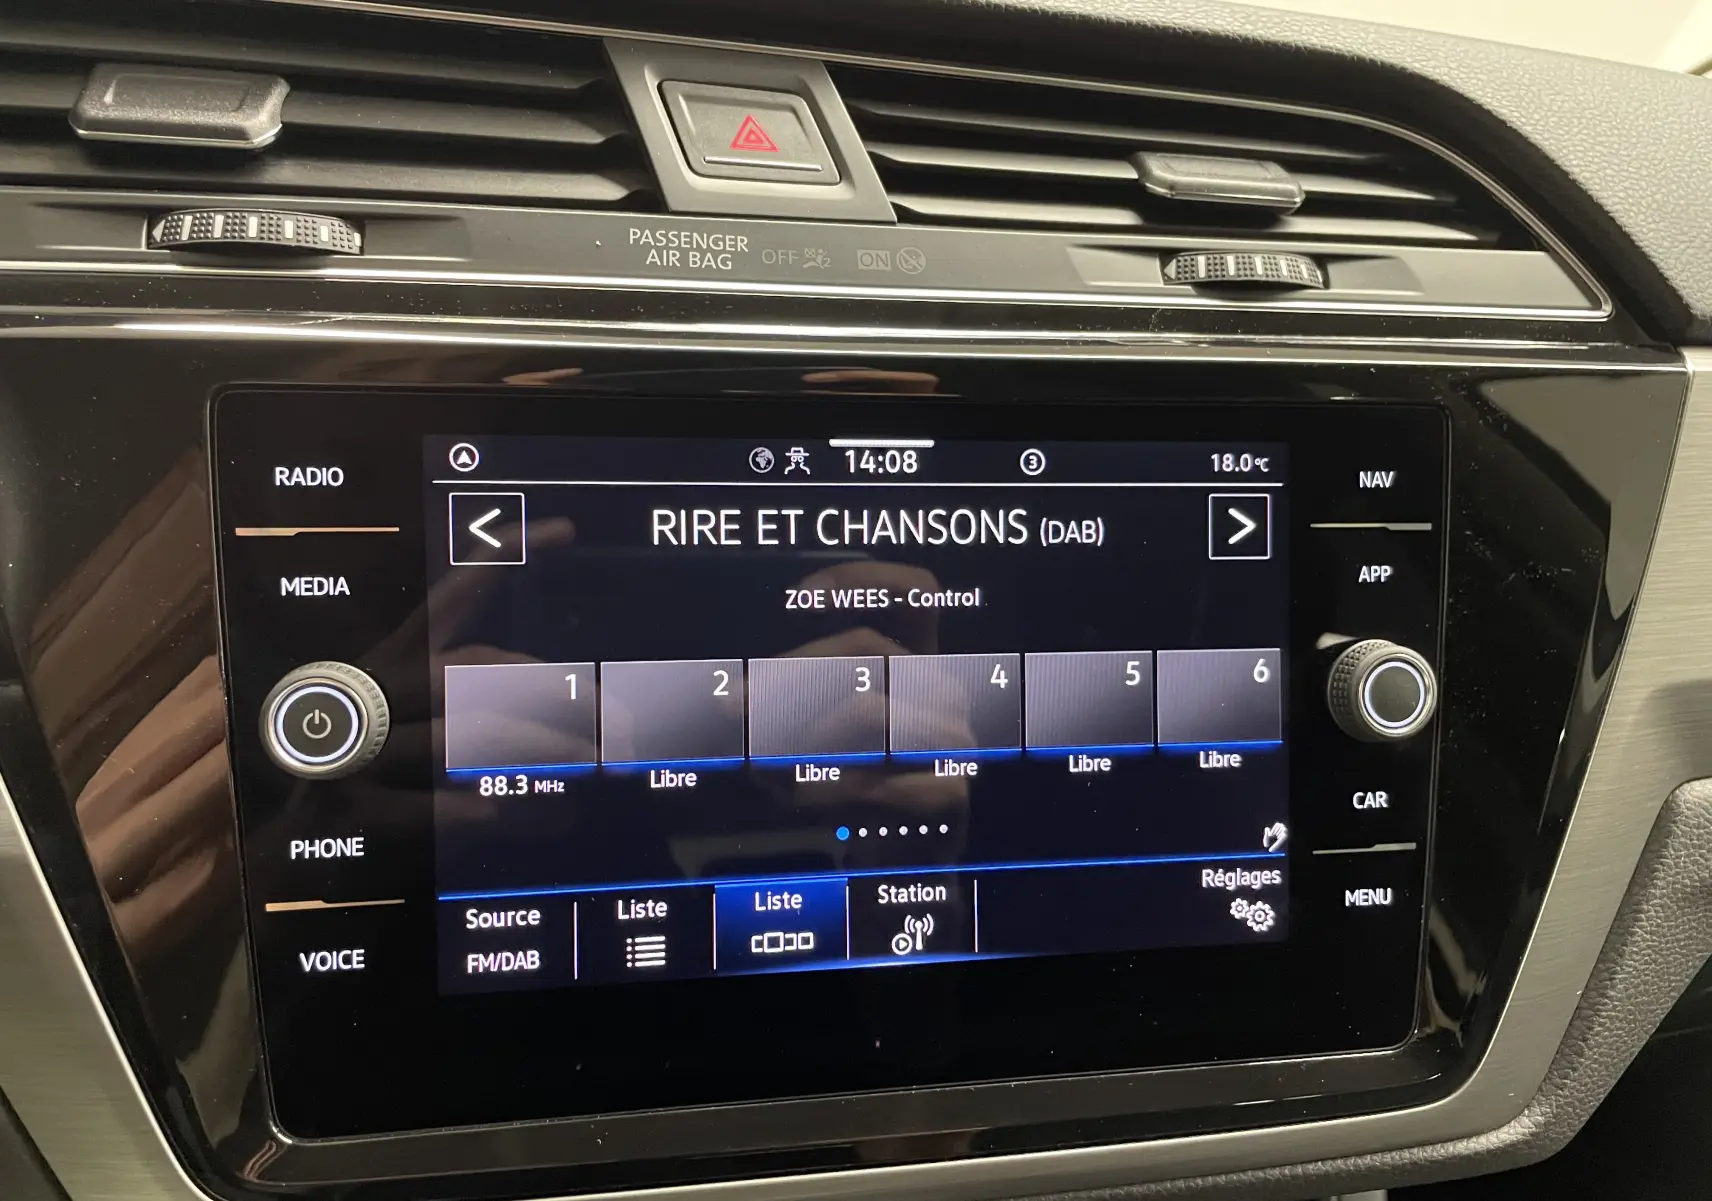 PASSENGER
AIR BAG OFF 2 ON
RADIO
MEDIA
PHONE
VOICE
14:08 3 18.0°C
< RIRE ET CHANSONS (DAB) >
ZOE WEES - Control
1 2 3 4 5 6
88.3 MHz Libre Libre Libre Libre Libre
Source Liste Liste Station Réglages
FM/DAB
NAV
APP
CAR
MENU